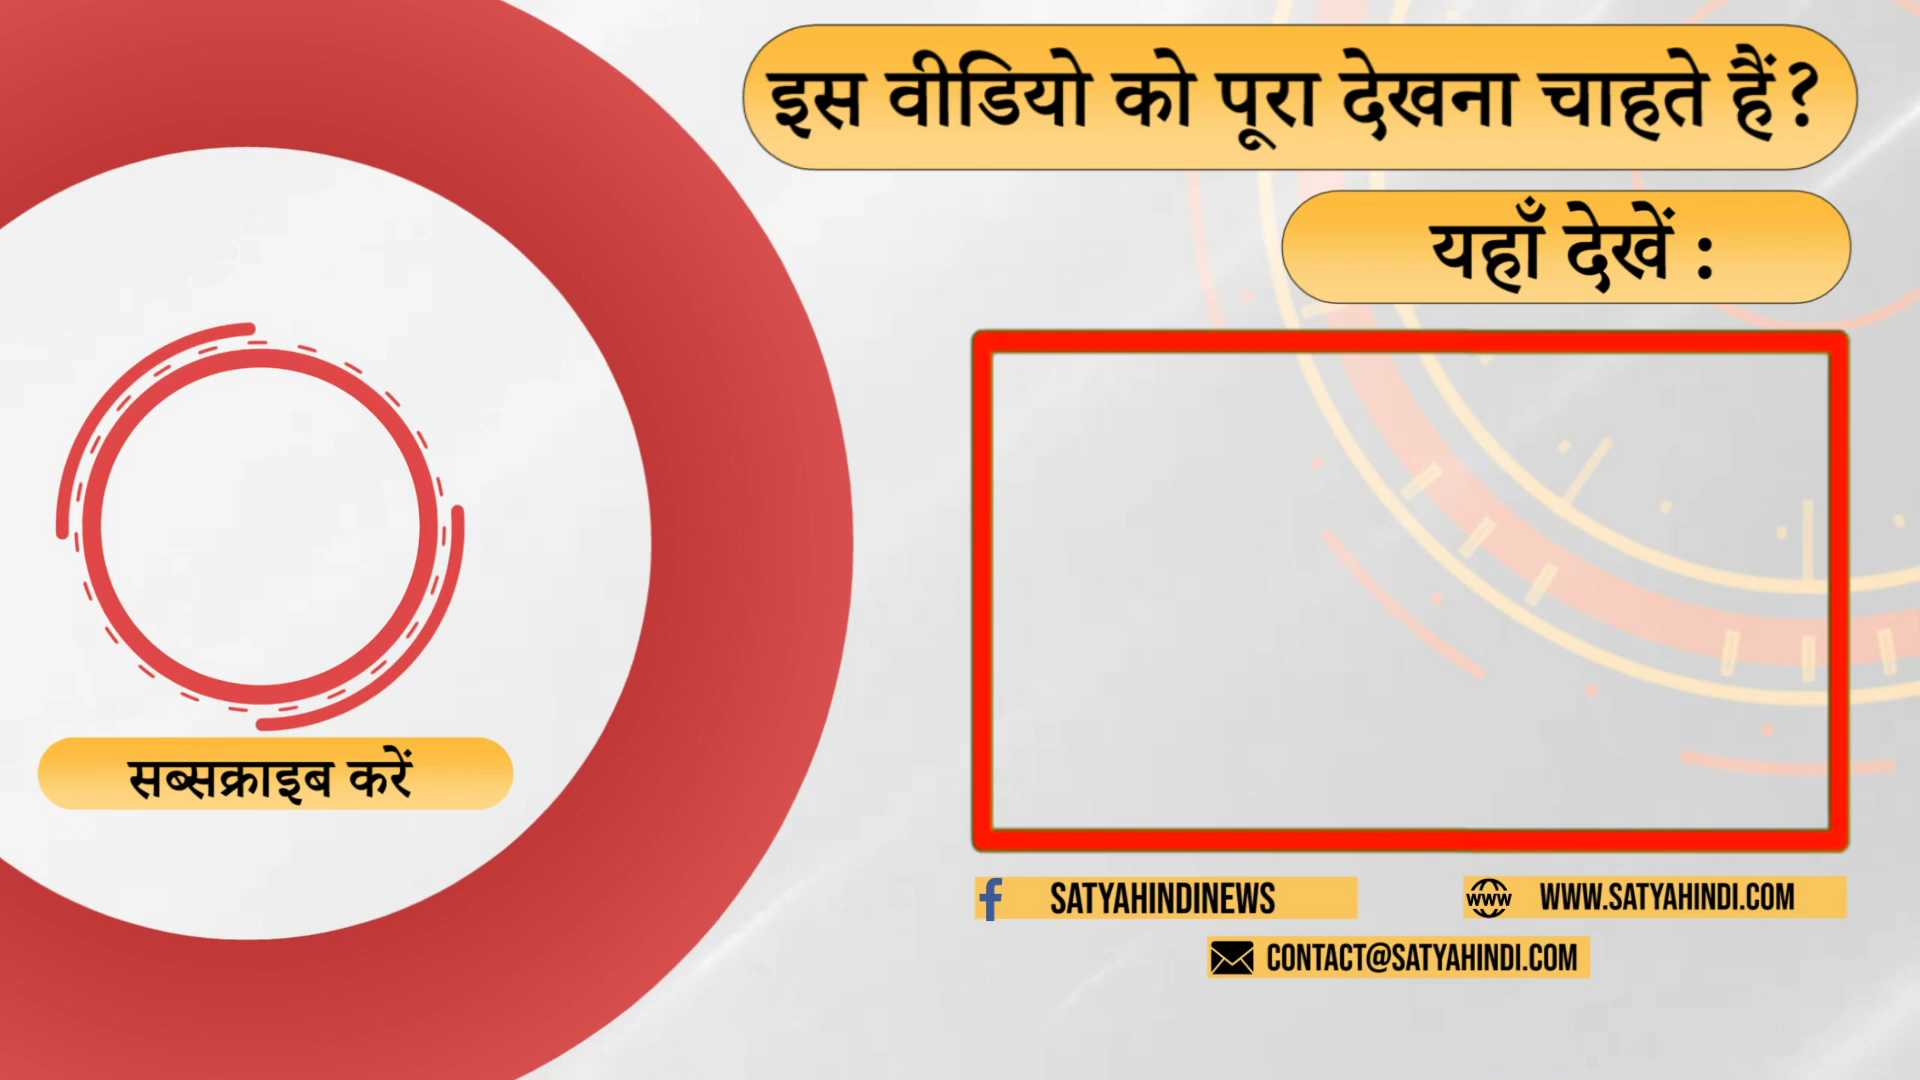 इस वीडियो को पूरा देखना चाहते हैं?
यहाँ देखें :
सब्सक्राइब करें
SATYAHINDINEWS
WWW
WWW.SATYAHINDI.COM
CONTACT@SATYAHINDI.COM